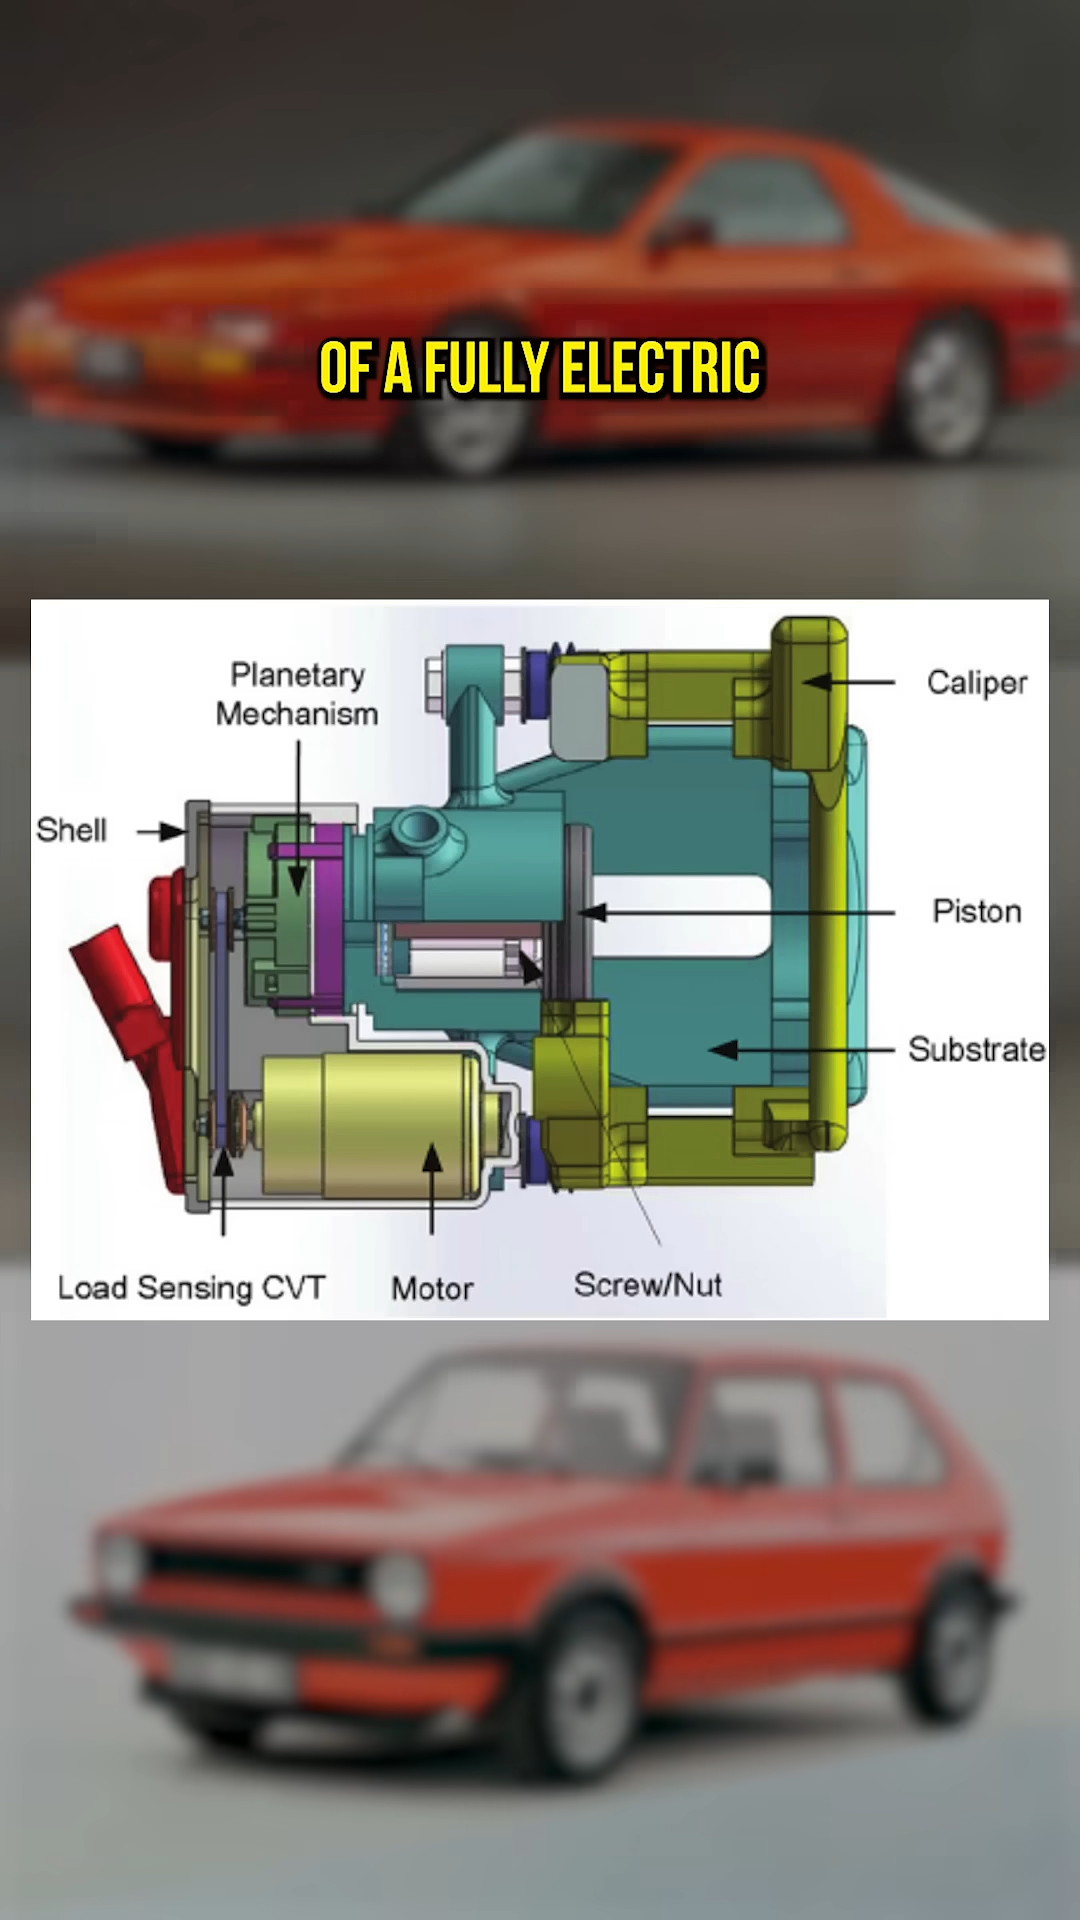 OF A FULLY ELECTRIC
Planetary
Mechanism
Caliper
Shell
Piston
Substrate
Load Sensing CVT
Motor
Screw/Nut